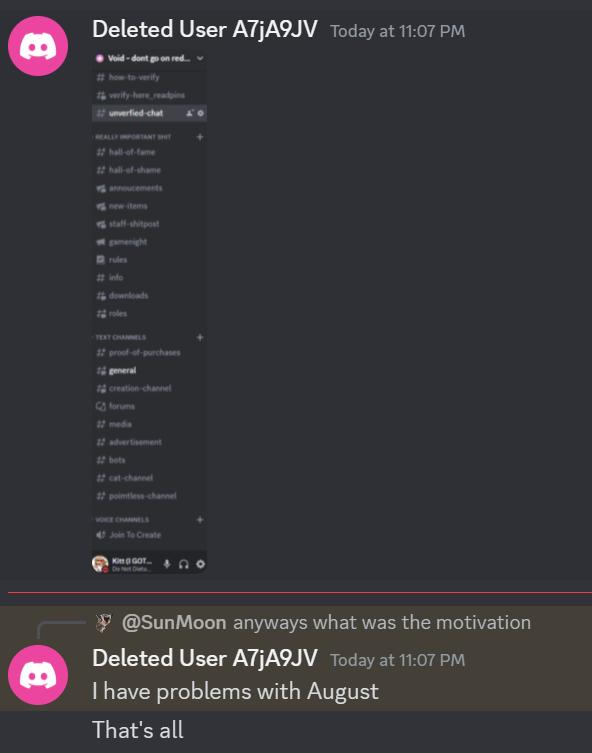 Deleted User A7jA9JV Today at 11:07 PM
Void - dont go on red...
how-to-verify
verify-here_readpins
unverfied-chat
REALLY IMPORTANT SHIT
hall-of-fame
hall-of-shame
annoucements
new-items
staff-shitpost
gamenight
rules
info
downloads
roles
TEXT CHANNELS
proof-of-purchases
general
creation-channel
forums
media
advertisement
bots
cat-channel
pointless-channel
VOICE CHANNELS
Join To Create
Kitt (I GOT...
Do Not Distu...
@SunMoon anyways what was the motivation
Deleted User A7jA9JV Today at 11:07 PM
I have problems with August
That's all